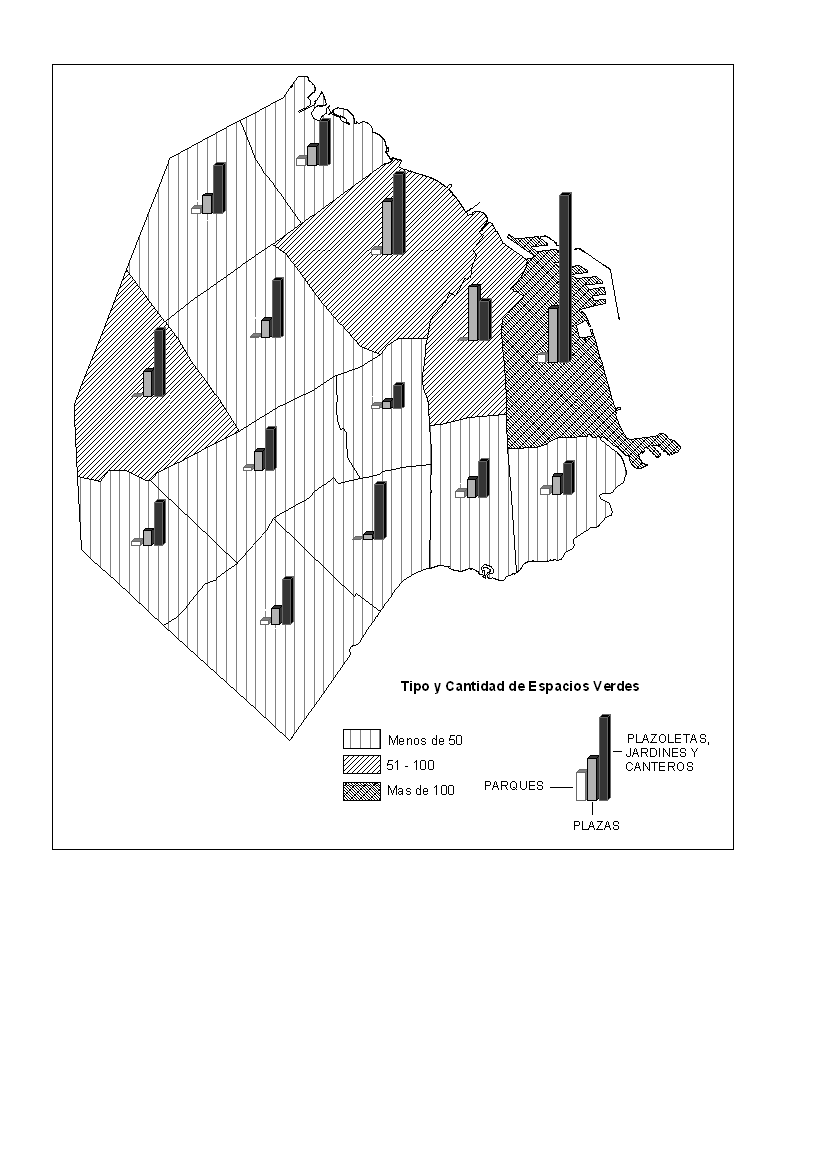 Tipo y Cantidad de Espacios Verdes
Menos de 50
51 - 100
Mas de 100
PARQUES
PLAZAS
PLAZOLETAS,
JARDINES Y
CANTEROS